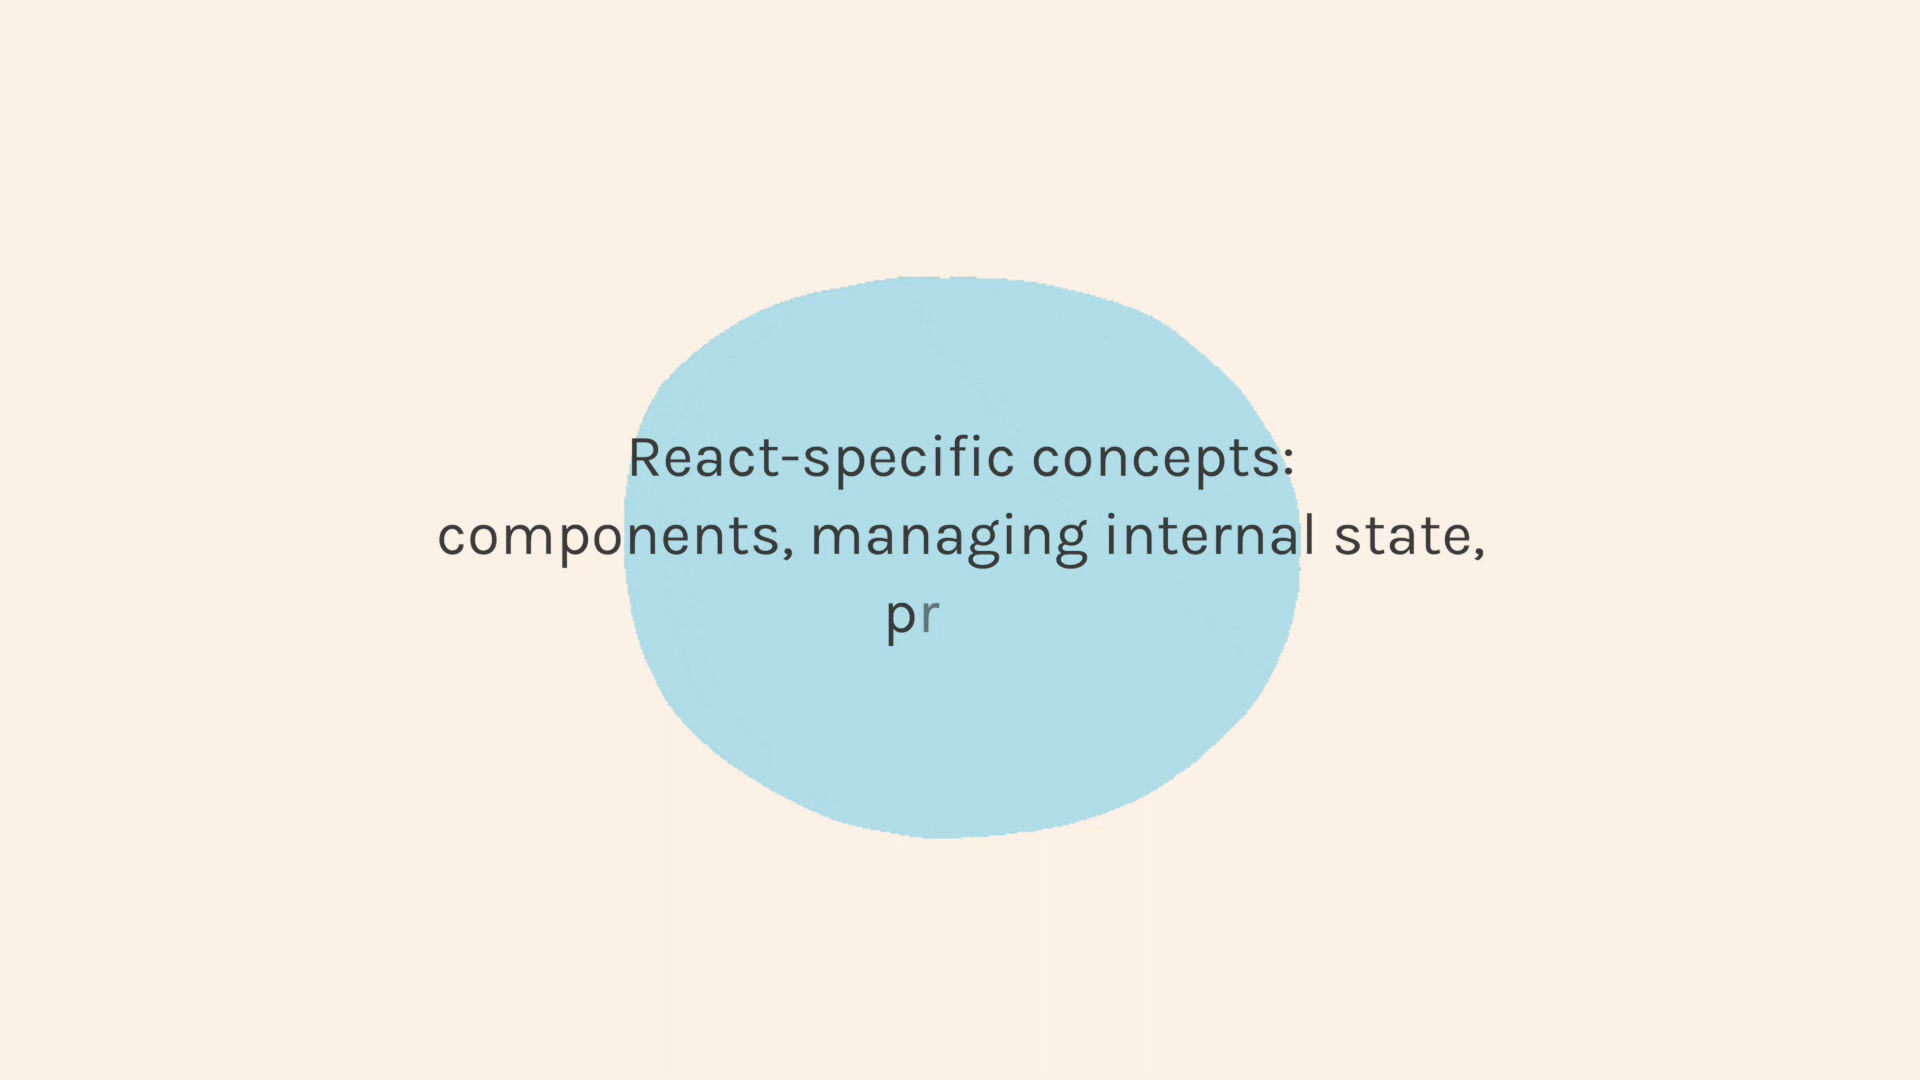 React-specific concepts:
components, managing internal state,
pr